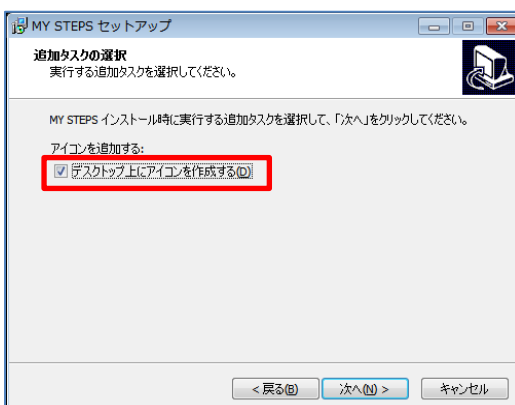 MY STEPS セットアップ
追加タスクの選択
実行する追加タスクを選択してください。
MY STEPS インストール時に実行する追加タスクを選択して、「次へ」をクリックしてください。
アイコンを追加する:
デスクトップ上にアイコンを作成する(D)
< 戻る(B) 次へ(N) > キャンセル